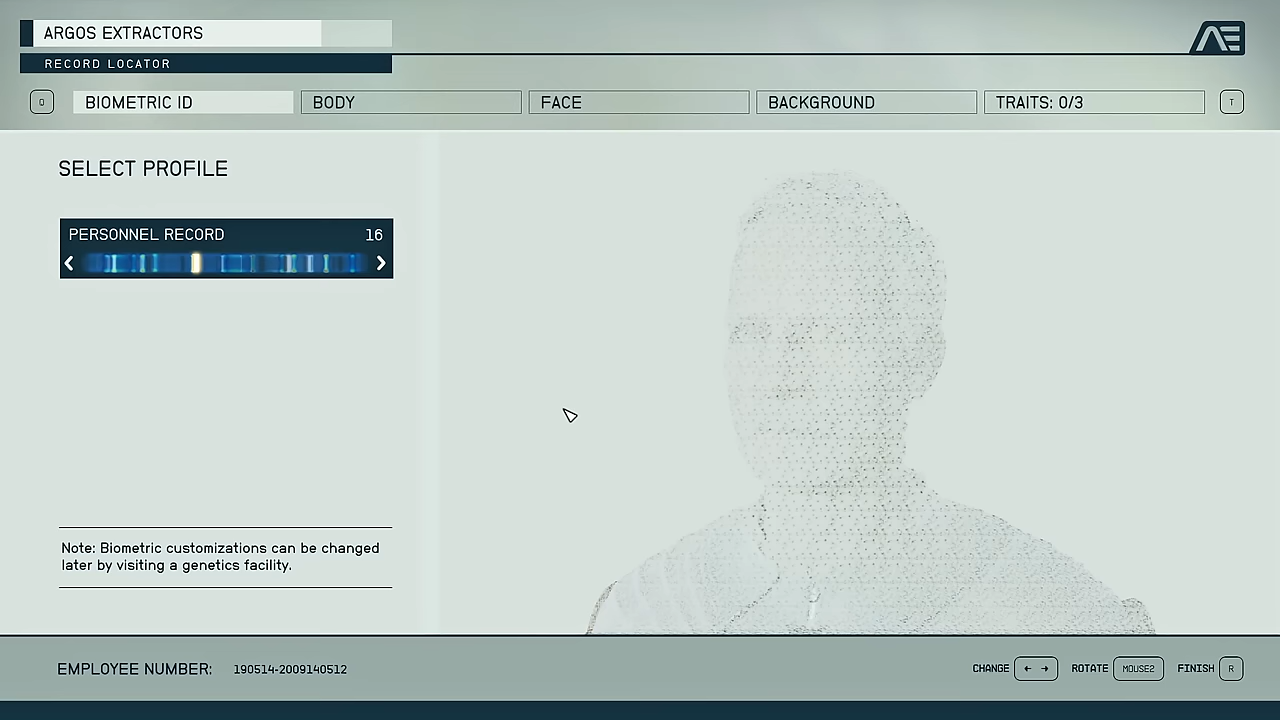 ARGOS EXTRACTORS
RECORD LOCATOR
AE
Q BIOMETRIC ID BODY FACE BACKGROUND TRAITS: 0/3 T
SELECT PROFILE
PERSONNEL RECORD 16
Note: Biometric customizations can be changed
later by visiting a genetics facility.
EMPLOYEE NUMBER: 190514-2009140512
CHANGE ← → ROTATE MOUSE2 FINISH R